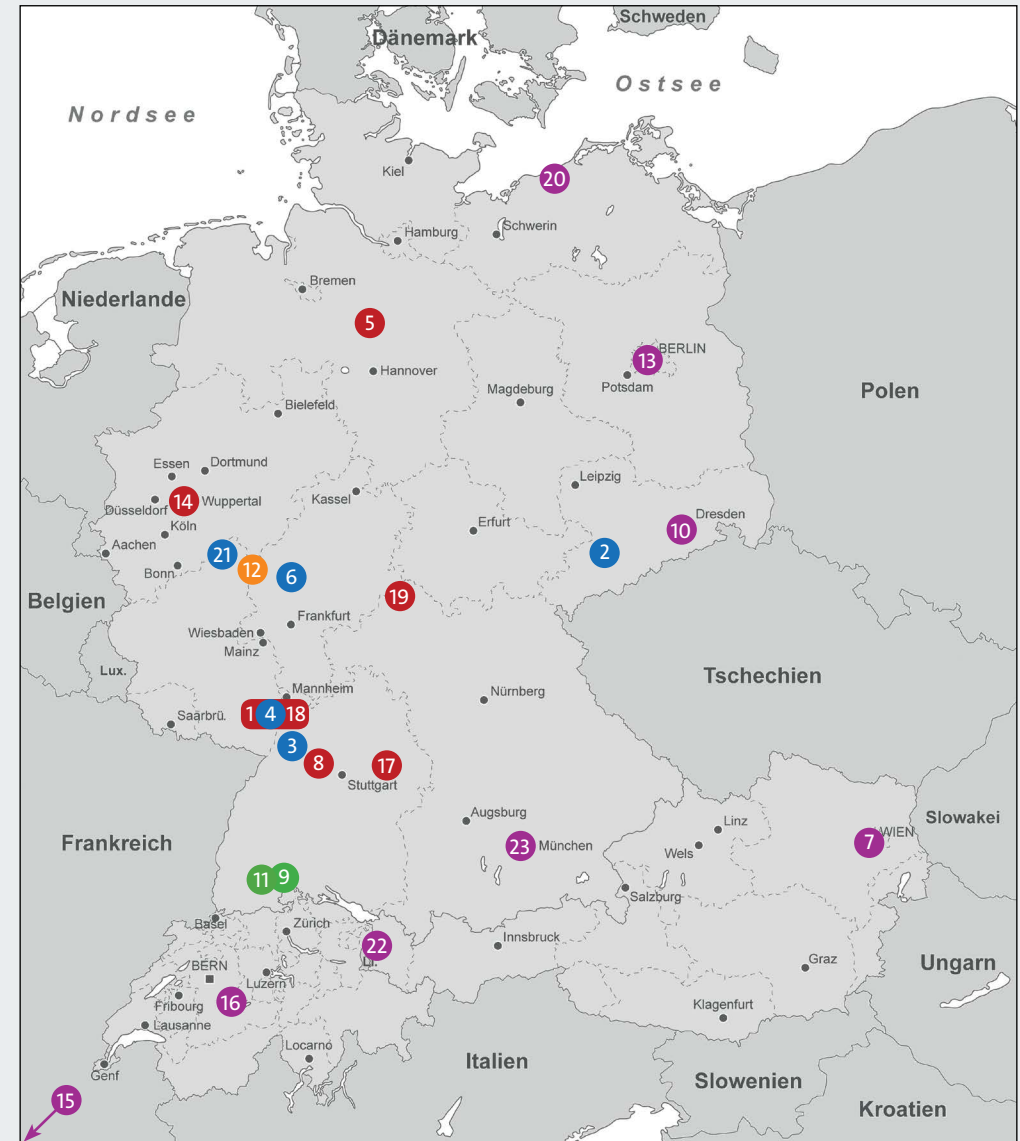 Schweden
Dänemark
Ostsee
Nordsee
Kiel
20
Schwerin
Hamburg
Bremen
Niederlande
5
BERLIN
13
Hannover
Potsdam
Magdeburg
Polen
Bielefeld
Essen
Dortmund
Leipzig
Kassel
14
Wuppertal
Düsseldorf
Dresden
Köln
Erfurt
10
Aachen
21
2
Bonn
12
6
Belgien
19
Frankfurt
Wiesbaden
Mainz
Lux.
Tschechien
Mannheim
Nürnberg
Saarbrü.
1
4
18
3
8
17
Stuttgart
Augsburg
Slowakei
Linz
Frankreich
23
München
7
WIEN
Wels
11
9
Salzburg
Basel
Zürich
Innsbruck
22
Li.
BERN
Graz
Ungarn
Luzern
16
Fribourg
Klagenfurt
Lausanne
Locarno
Italien
Genf
Slowenien
15
Kroatien